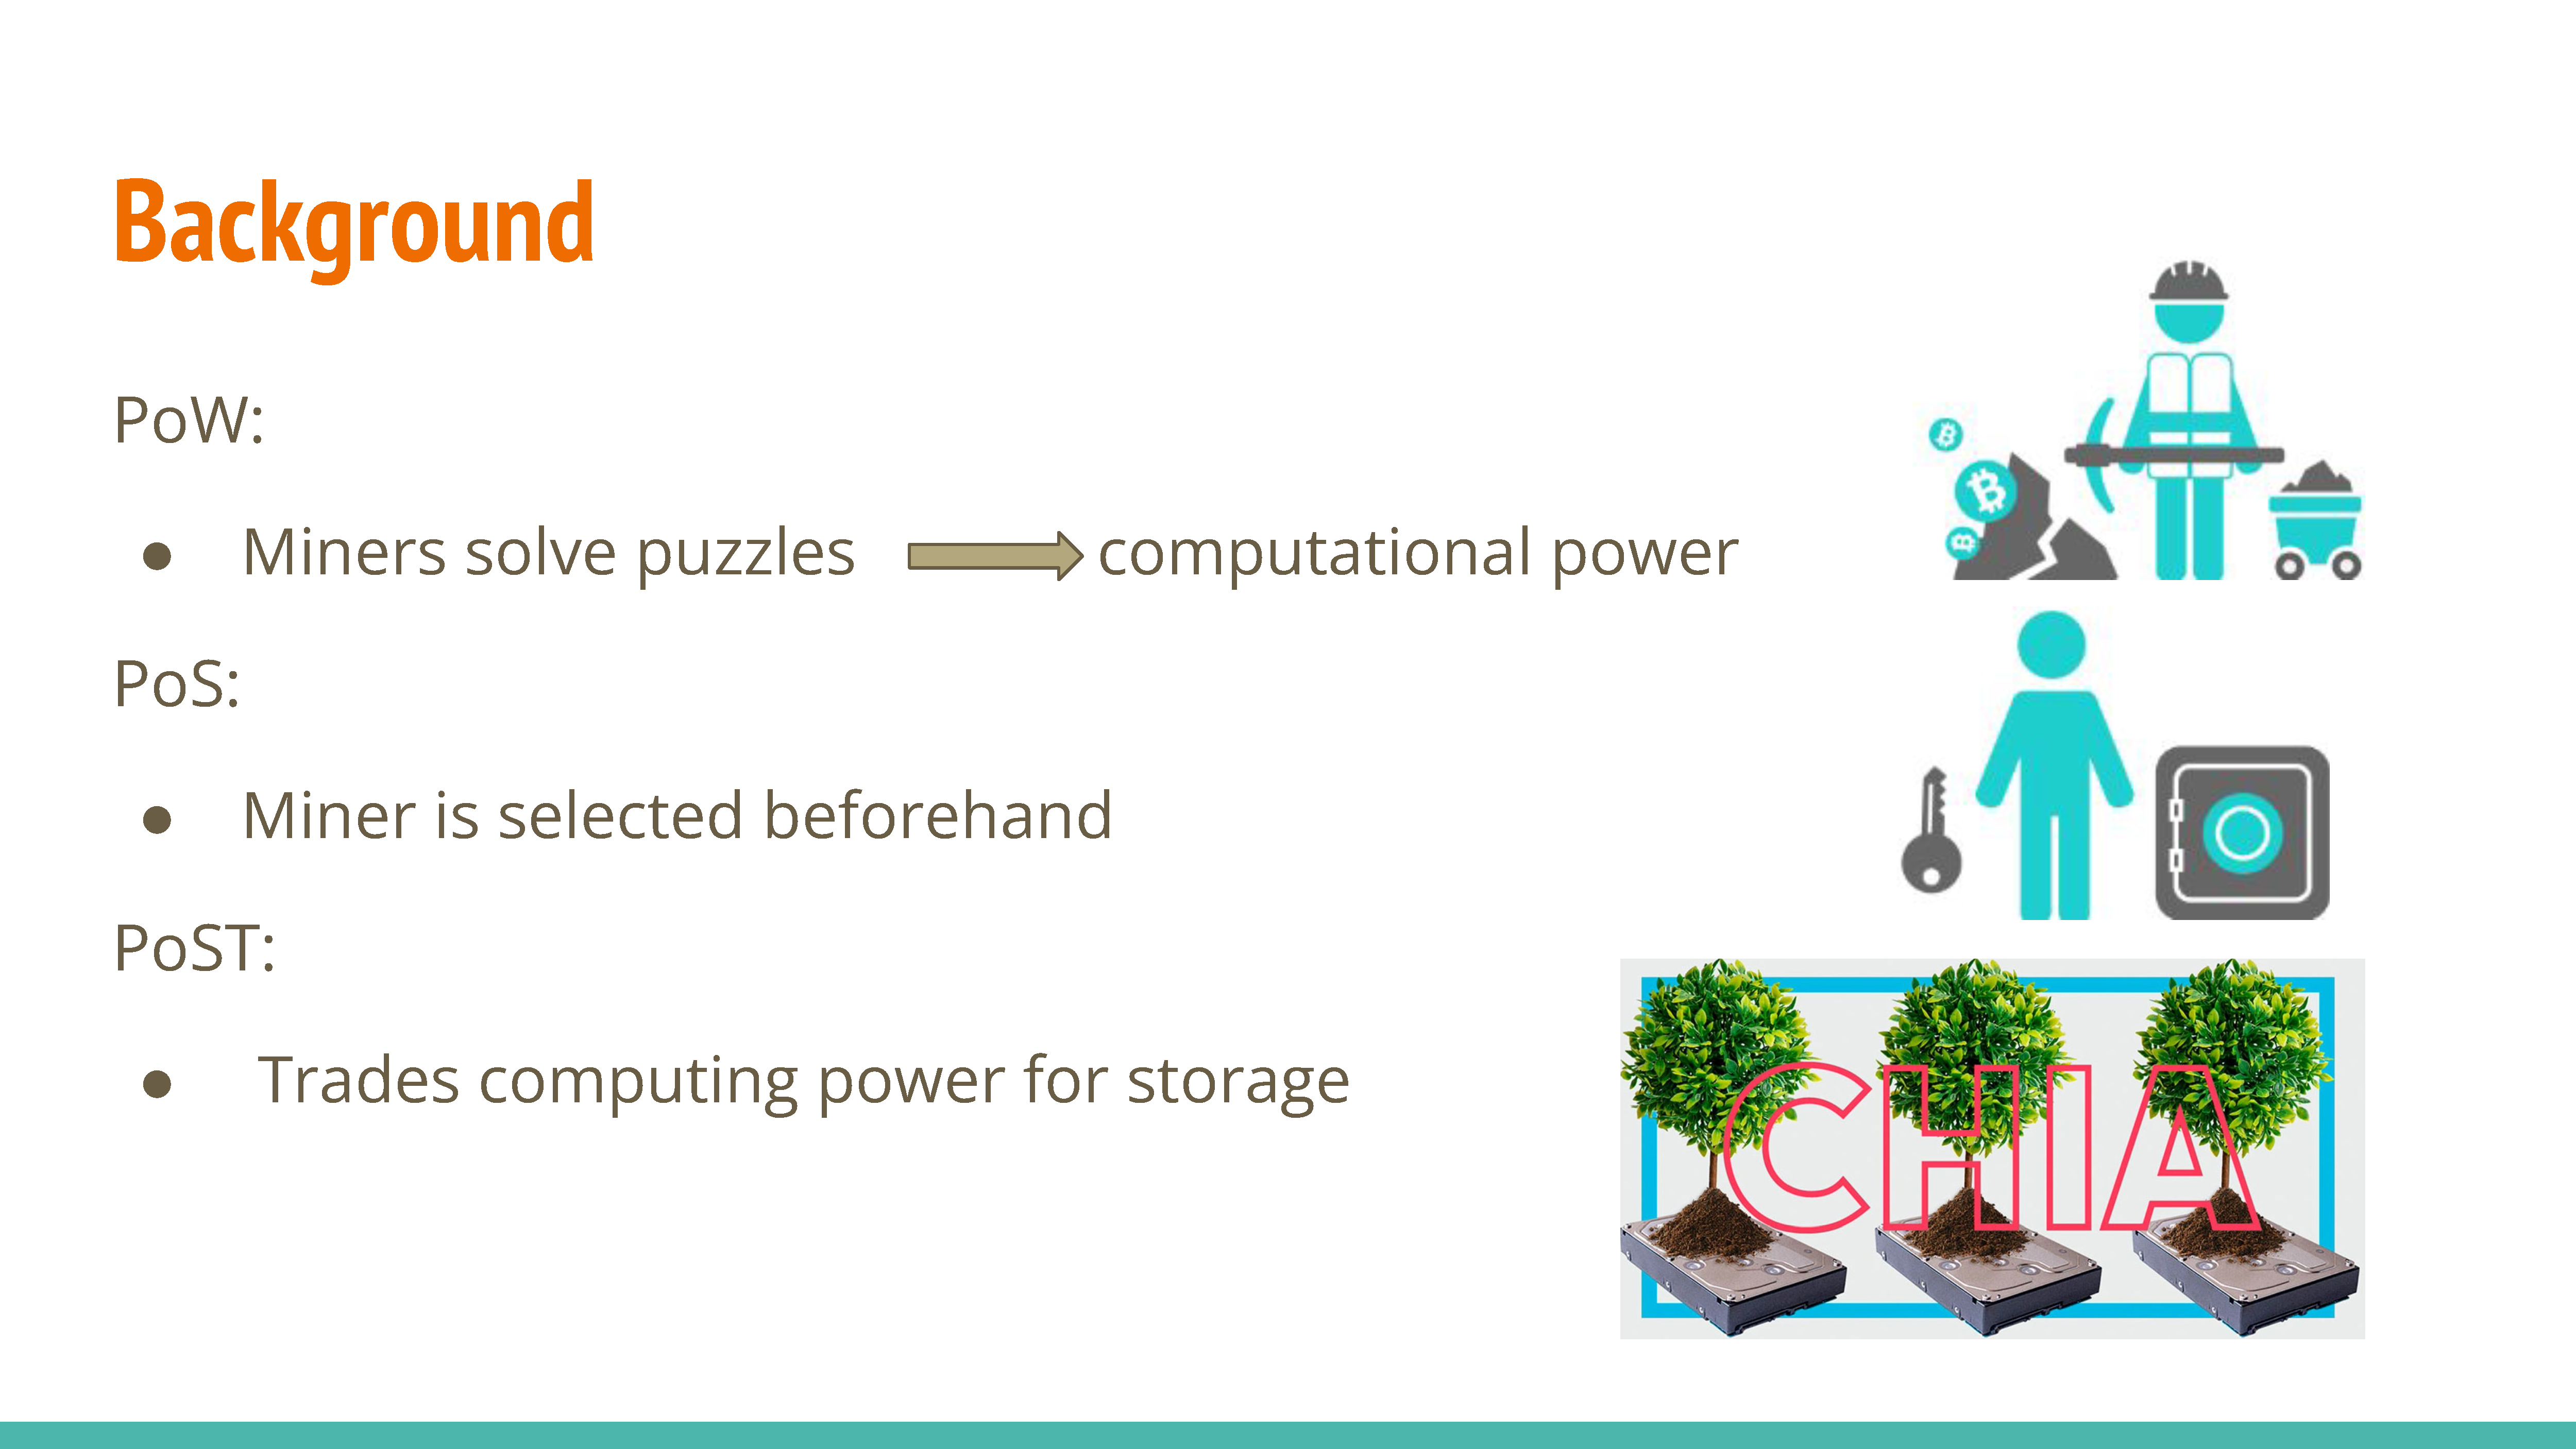 Background
PoW:
● Miners solve puzzles computational power
PoS:
● Miner is selected beforehand
PoST:
● Trades computing power for storage
CHIA